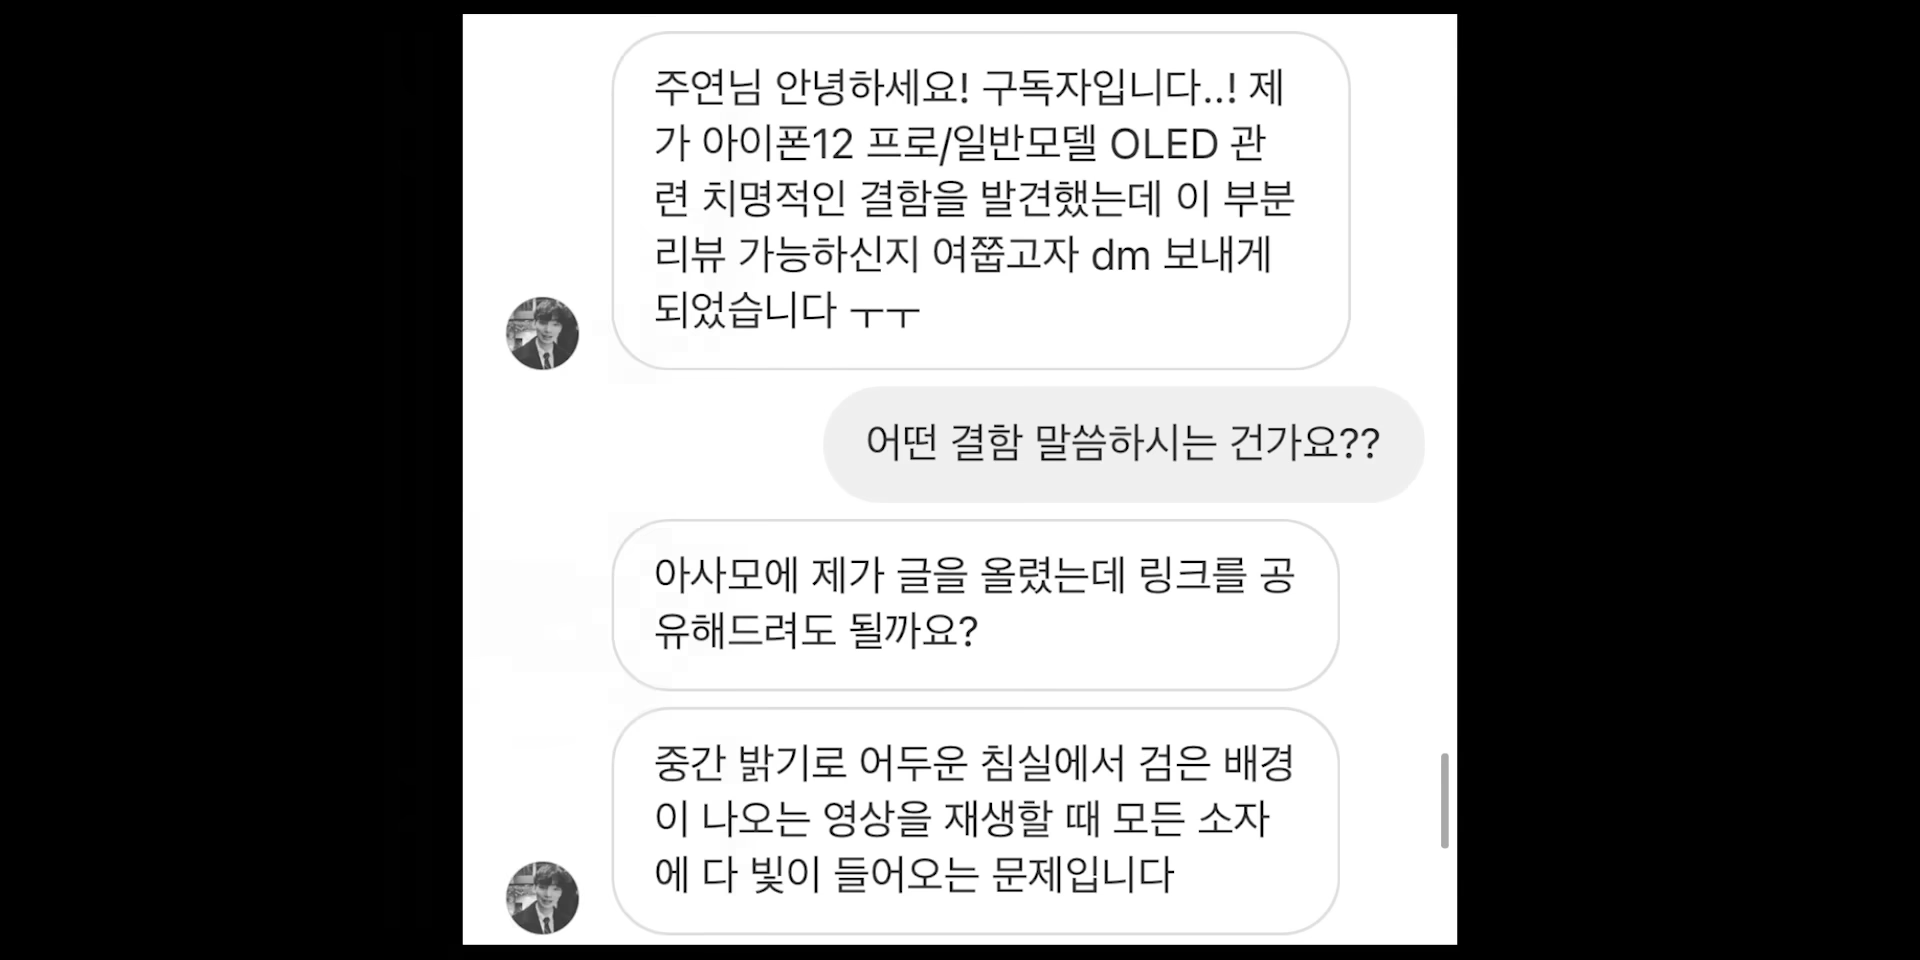 주연님 안녕하세요! 구독자입니다..! 제
가 아이폰12 프로/일반모델 OLED 관
련 치명적인 결함을 발견했는데 이 부분
리뷰 가능하신지 여쭙고자 dm 보내게
되었습니다 ㅜㅜ
어떤 결함 말씀하시는 건가요??
아사모에 제가 글을 올렸는데 링크를 공
유해드려도 될까요?
중간 밝기로 어두운 침실에서 검은 배경
이 나오는 영상을 재생할 때 모든 소자
에 다 빛이 들어오는 문제입니다